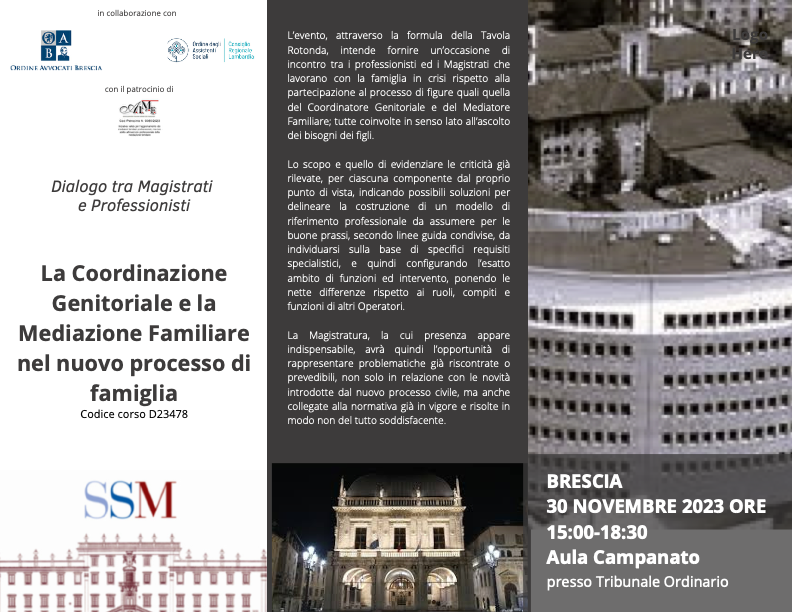 in collaborazione con
ORDINE AVVOCATI BRESCIA
Ordine degli
Assistenti
Sociali
Consiglio
Regionale
Lombardia
con il patrocinio di
Dialogo tra Magistrati
e Professionisti
La Coordinazione
Genitoriale e la
Mediazione Familiare
nel nuovo processo di
famiglia
Codice corso D23478
SSM
L'evento, attraverso la formula della Tavola
Rotonda, intende fornire un'occasione di
incontro tra i professionisti ed i Magistrati che
lavorano con la famiglia in crisi rispetto alla
partecipazione al processo di figure quali quella
del Coordinatore Genitoriale e del Mediatore
Familiare; tutte coinvolte in senso lato all'ascolto
dei bisogni dei figli.
Lo scopo e quello di evidenziare le criticità già
rilevate, per ciascuna componente dal proprio
punto di vista, indicando possibili soluzioni per
delineare la costruzione di un modello di
riferimento professionale da assumere per le
buone prassi, secondo linee guida condivise, da
individuarsi sulla base di specifici requisiti
specialistici, e quindi configurando l'esatto
ambito di funzioni ed intervento, ponendo le
nette differenze rispetto ai ruoli, compiti e
funzioni di altri Operatori.
La Magistratura, la cui presenza appare
indispensabile, avrà quindi l'opportunità di
rappresentare problematiche già riscontrate o
prevedibili, non solo in relazione con le novità
introdotte dal nuovo processo civile, ma anche
collegate alla normativa già in vigore e risolte in
modo non del tutto soddisfacente.
BRESCIA
30 NOVEMBRE 2023 ORE
15:00-18:30
Aula Campanato
presso Tribunale Ordinario